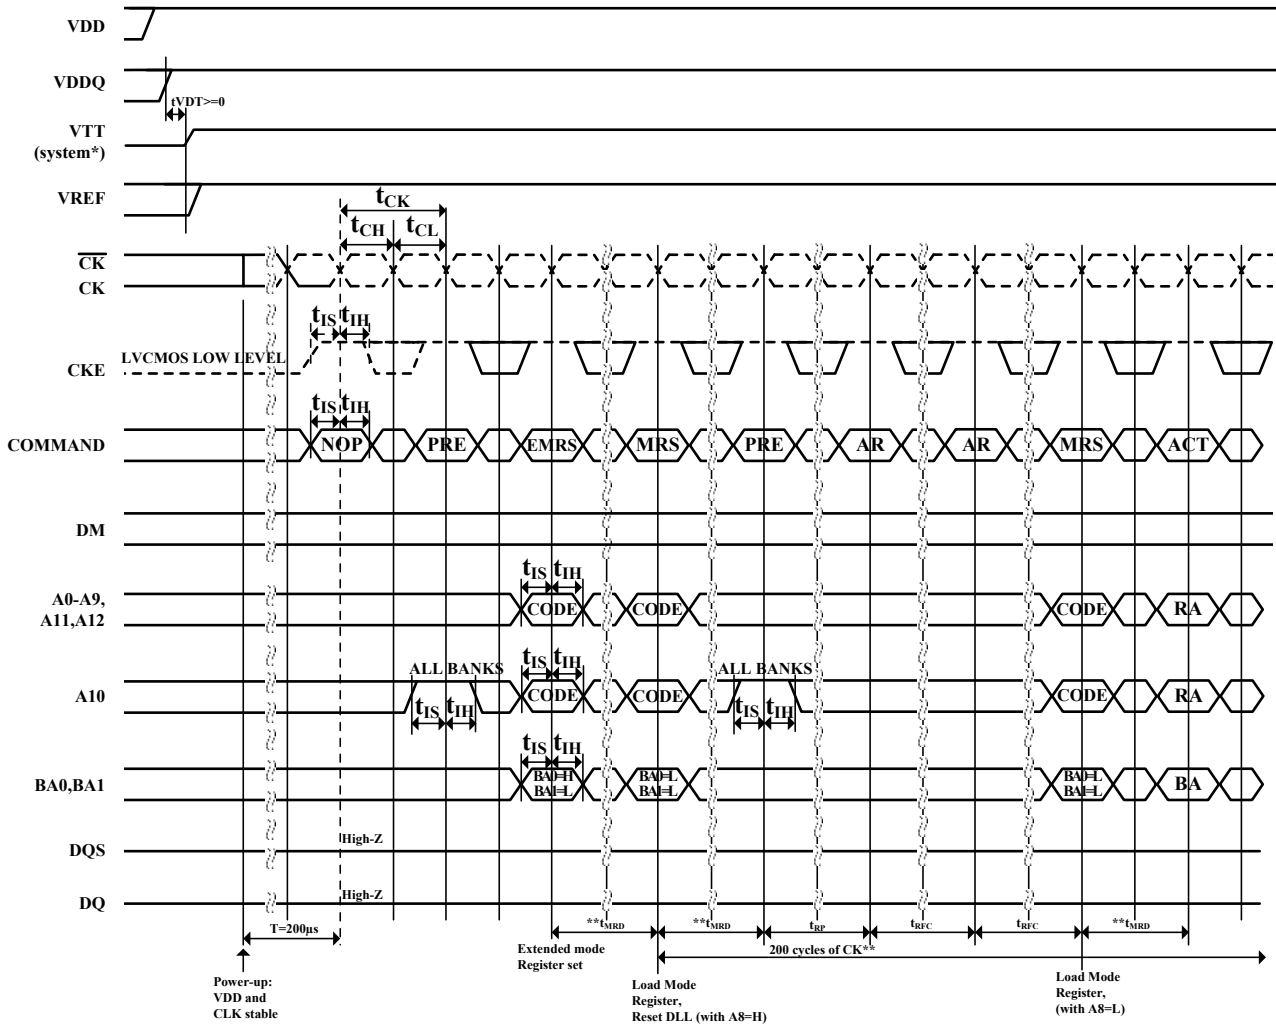 VDD
VDDQ
tVDT>=0
VTT
(system*)
VREF
tCK
tCH tCL
CK
CK
tIS tIH
LVCMOS LOW LEVEL
CKE
tIS tIH
COMMAND NOP PRE EMRS MRS PRE AR AR MRS ACT
DM
tIS tIH
A0-A9,
A11,A12
CODE CODE CODE RA
ALL BANKS tIS tIH ALL BANKS
A10 CODE CODE CODE RA
tIS tIH tIS tIH
tIS tIH
BA0,BA1
BA0=H BA0=L BA0=L
BA1=L BA1=L BA1=L
BA
DQS High-Z
DQ High-Z
T=200µs
**tMRD **tMRD tRP tRFC tRFC **tMRD
200 cycles of CK**
Extended mode
Register set
Power-up:
VDD and
CLK stable
Load Mode
Register,
Reset DLL (with A8=H)
Load Mode
Register,
(with A8=L)